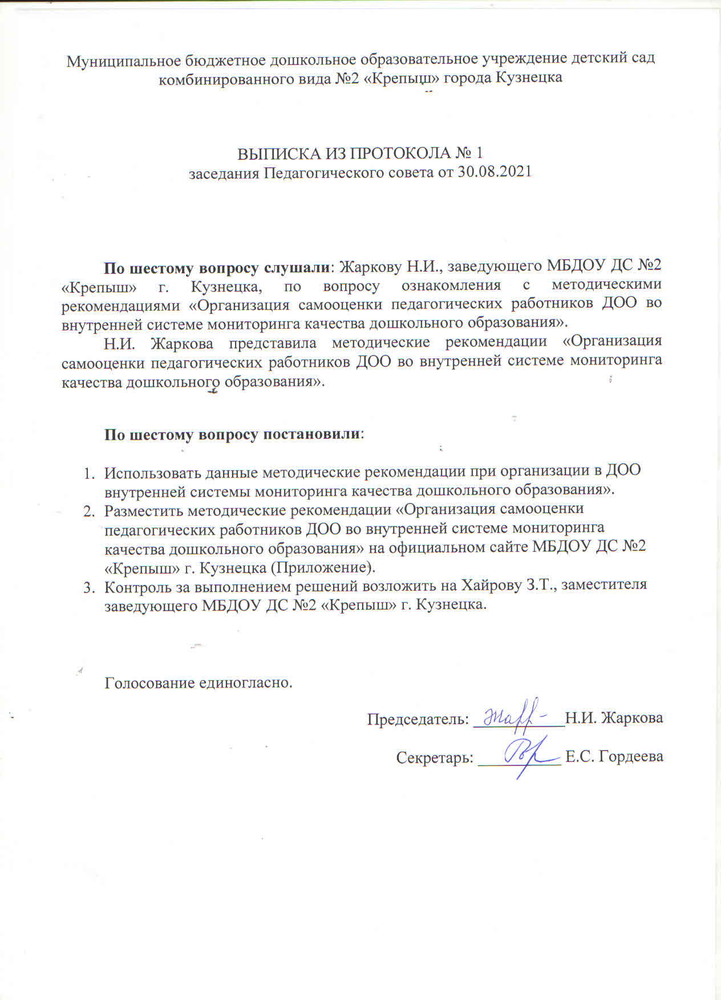 Муниципальное бюджетное дошкольное образовательное учреждение детский сад
комбинированного вида №2 «Крепыш» города Кузнецка
ВЫПИСКА ИЗ ПРОТОКОЛА № 1
заседания Педагогического совета от 30.08.2021
По шестому вопросу слушали: Жаркову Н.И., заведующего МБДОУ ДС №2
«Крепыш» г. Кузнецка, по вопросу ознакомления с методическими
рекомендациями «Организация самооценки педагогических работников ДОО во
внутренней системе мониторинга качества дошкольного образования».
Н.И. Жаркова представила методические рекомендации «Организация
самооценки педагогических работников ДОО во внутренней системе мониторинга
качества дошкольного образования».
По шестому вопросу постановили:
1. Использовать данные методические рекомендации при организации в ДОО
внутренней системы мониторинга качества дошкольного образования».
2. Разместить методические рекомендации «Организация самооценки
педагогических работников ДОО во внутренней системе мониторинга
качества дошкольного образования» на официальном сайте МБДОУ ДС №2
«Крепыш» г. Кузнецка (Приложение).
3. Контроль за выполнением решений возложить на Хайрову З.Т., заместителя
заведующего МБДОУ ДС №2 «Крепыш» г. Кузнецка.
Голосование единогласно.
Председатель: ___________Н.И. Жаркова
Секретарь: __________ Е.С. Гордеева